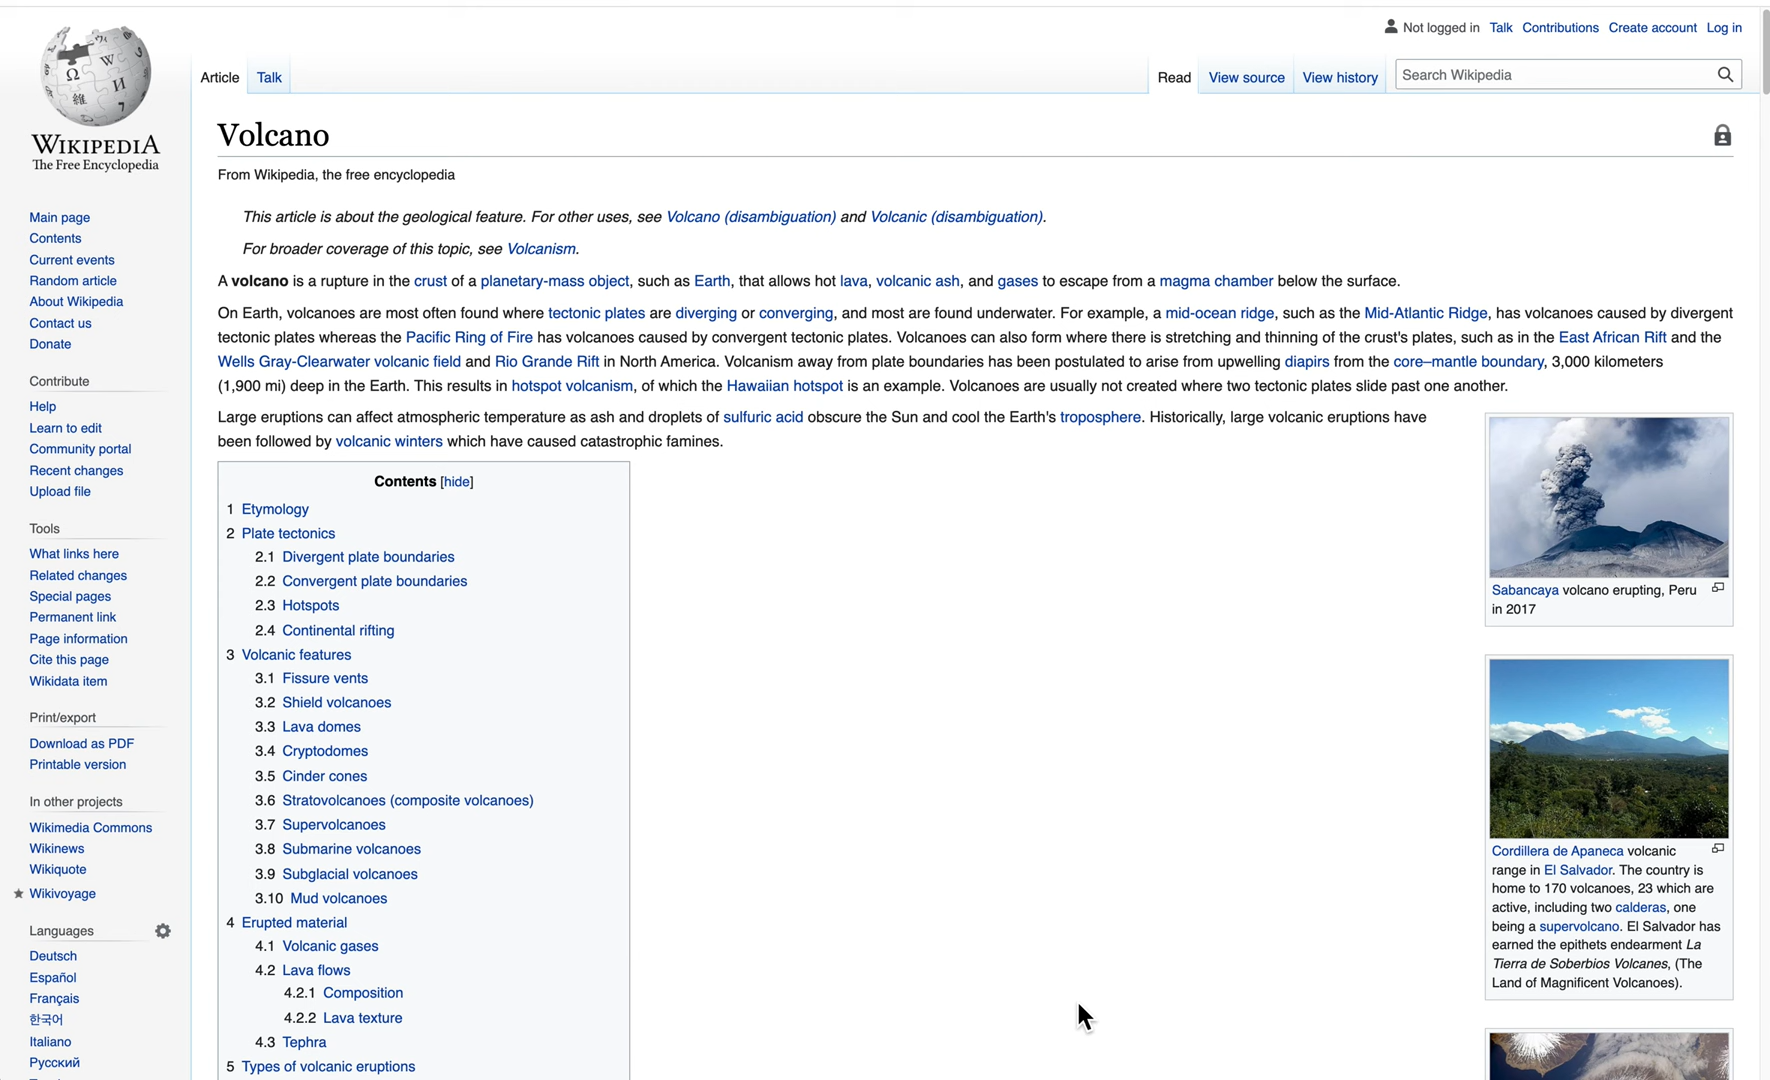 Not logged in Talk Contributions Create account Log in
Article Talk Read View source View history Search Wikipedia
WIKIPEDIA
The Free Encyclopedia
Main page
Contents
Current events
Random article
About Wikipedia
Contact us
Donate
Contribute
Help
Learn to edit
Community portal
Recent changes
Upload file
Tools
What links here
Related changes
Special pages
Permanent link
Page information
Cite this page
Wikidata item
Print/export
Download as PDF
Printable version
In other projects
Wikimedia Commons
Wikinews
Wikiquote
Wikivoyage
Languages
Deutsch
Español
Français
한국어
Italiano
Русский
Volcano
From Wikipedia, the free encyclopedia
This article is about the geological feature. For other uses, see Volcano (disambiguation) and Volcanic (disambiguation).
For broader coverage of this topic, see Volcanism.
A volcano is a rupture in the crust of a planetary-mass object, such as Earth, that allows hot lava, volcanic ash, and gases to escape from a magma chamber below the surface.
On Earth, volcanoes are most often found where tectonic plates are diverging or converging, and most are found underwater. For example, a mid-ocean ridge, such as the Mid-Atlantic Ridge, has volcanoes caused by divergent
tectonic plates whereas the Pacific Ring of Fire has volcanoes caused by convergent tectonic plates. Volcanoes can also form where there is stretching and thinning of the crust's plates, such as in the East African Rift and the
Wells Gray-Clearwater volcanic field and Rio Grande Rift in North America. Volcanism away from plate boundaries has been postulated to arise from upwelling diapirs from the core–mantle boundary, 3,000 kilometers
(1,900 mi) deep in the Earth. This results in hotspot volcanism, of which the Hawaiian hotspot is an example. Volcanoes are usually not created where two tectonic plates slide past one another.
Large eruptions can affect atmospheric temperature as ash and droplets of sulfuric acid obscure the Sun and cool the Earth's troposphere. Historically, large volcanic eruptions have
been followed by volcanic winters which have caused catastrophic famines.
Contents [hide]
1 Etymology
2 Plate tectonics
2.1 Divergent plate boundaries
2.2 Convergent plate boundaries
2.3 Hotspots
2.4 Continental rifting
3 Volcanic features
3.1 Fissure vents
3.2 Shield volcanoes
3.3 Lava domes
3.4 Cryptodomes
3.5 Cinder cones
3.6 Stratovolcanoes (composite volcanoes)
3.7 Supervolcanoes
3.8 Submarine volcanoes
3.9 Subglacial volcanoes
3.10 Mud volcanoes
4 Erupted material
4.1 Volcanic gases
4.2 Lava flows
4.2.1 Composition
4.2.2 Lava texture
4.3 Tephra
5 Types of volcanic eruptions
Sabancaya volcano erupting, Peru
in 2017
Cordillera de Apaneca volcanic
range in El Salvador. The country is
home to 170 volcanoes, 23 which are
active, including two calderas, one
being a supervolcano. El Salvador has
earned the epithets endearment La
Tierra de Soberbios Volcanes, (The
Land of Magnificent Volcanoes).